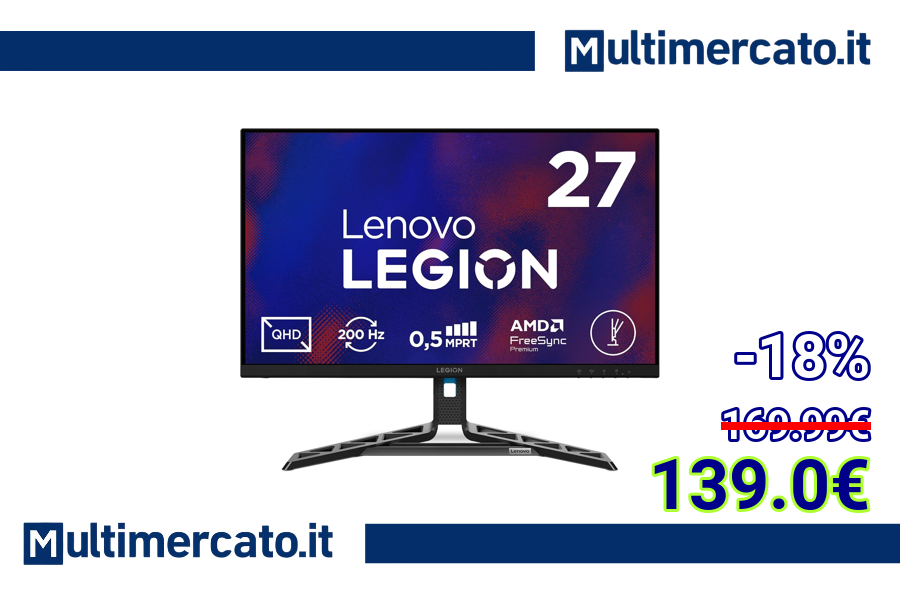 Multimercato.it
27
Lenovo
LEGION
QHD
200 Hz
0,5 MPRT
AMD
FreeSync
Premium
LEGION
Lenovo
-18%
169.99€
139.0€
Multimercato.it